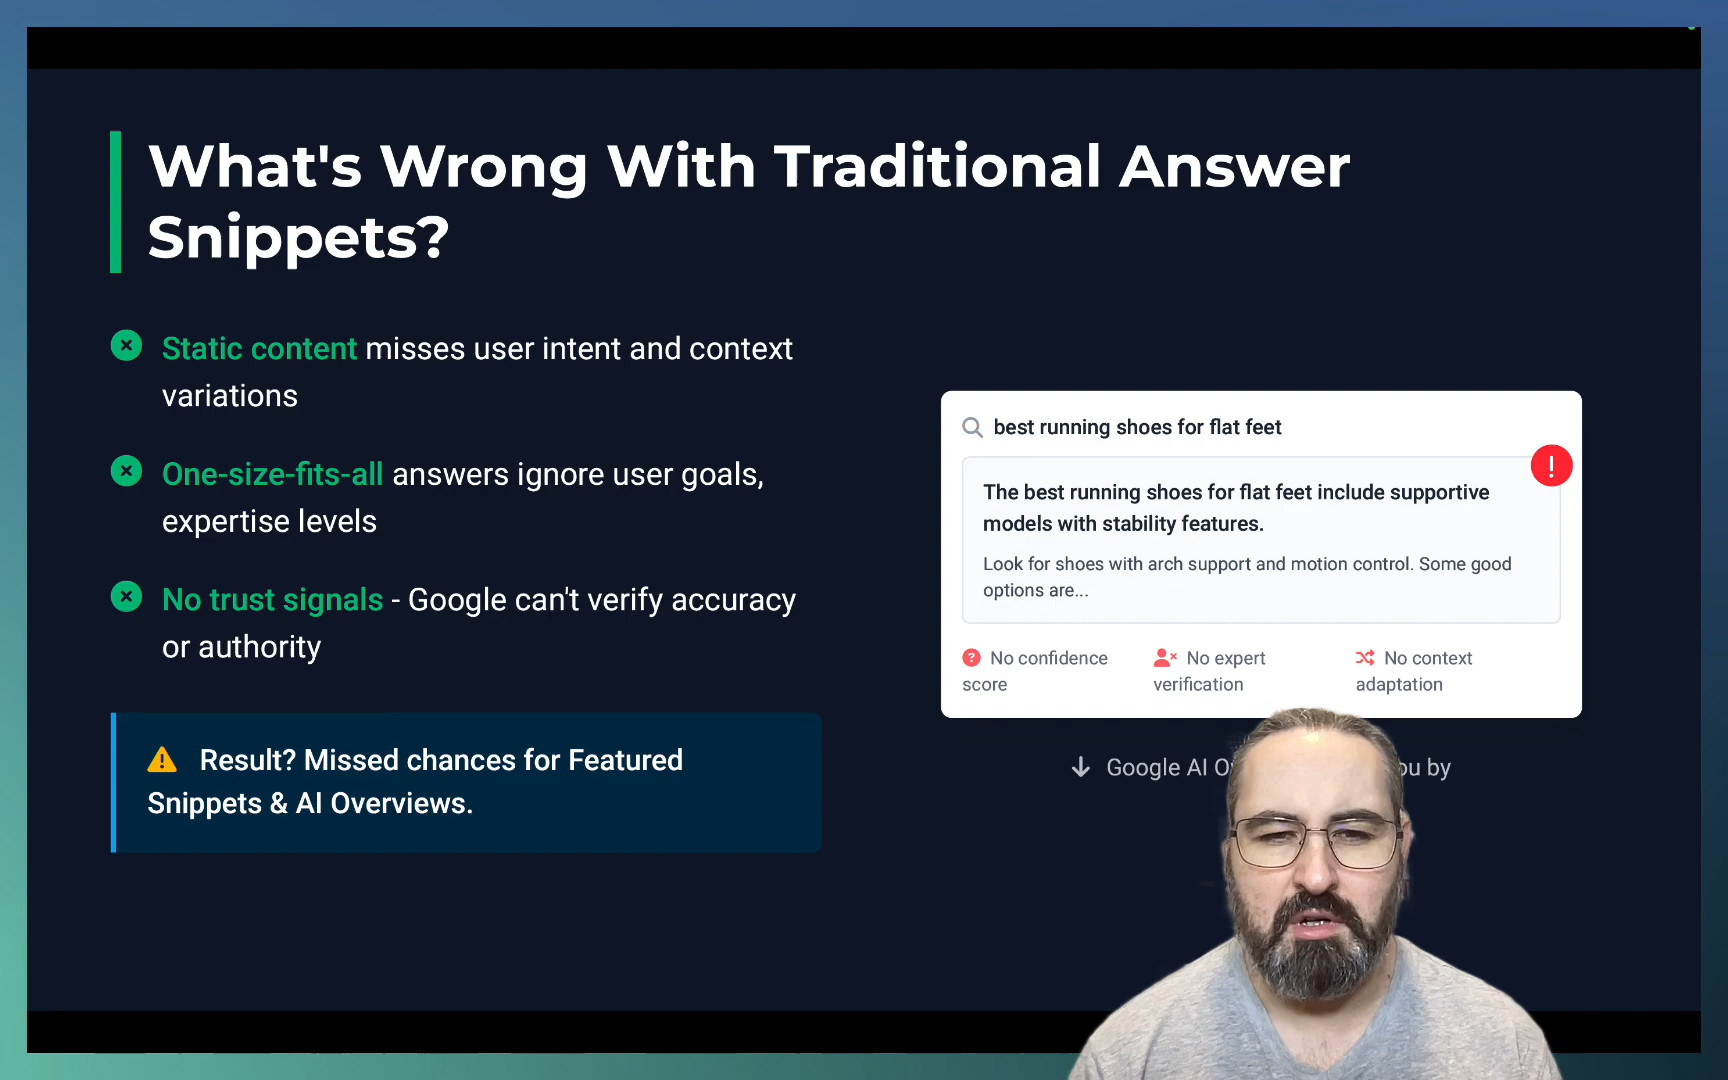 What's Wrong With Traditional Answer
Snippets?
Static content misses user intent and context
variations
One-size-fits-all answers ignore user goals,
expertise levels
No trust signals - Google can't verify accuracy
or authority
Result? Missed chances for Featured
Snippets & AI Overviews.
best running shoes for flat feet
The best running shoes for flat feet include supportive
models with stability features.
Look for shoes with arch support and motion control. Some good
options are...
No confidence
score
No expert
verification
No context
adaptation
Google AI by